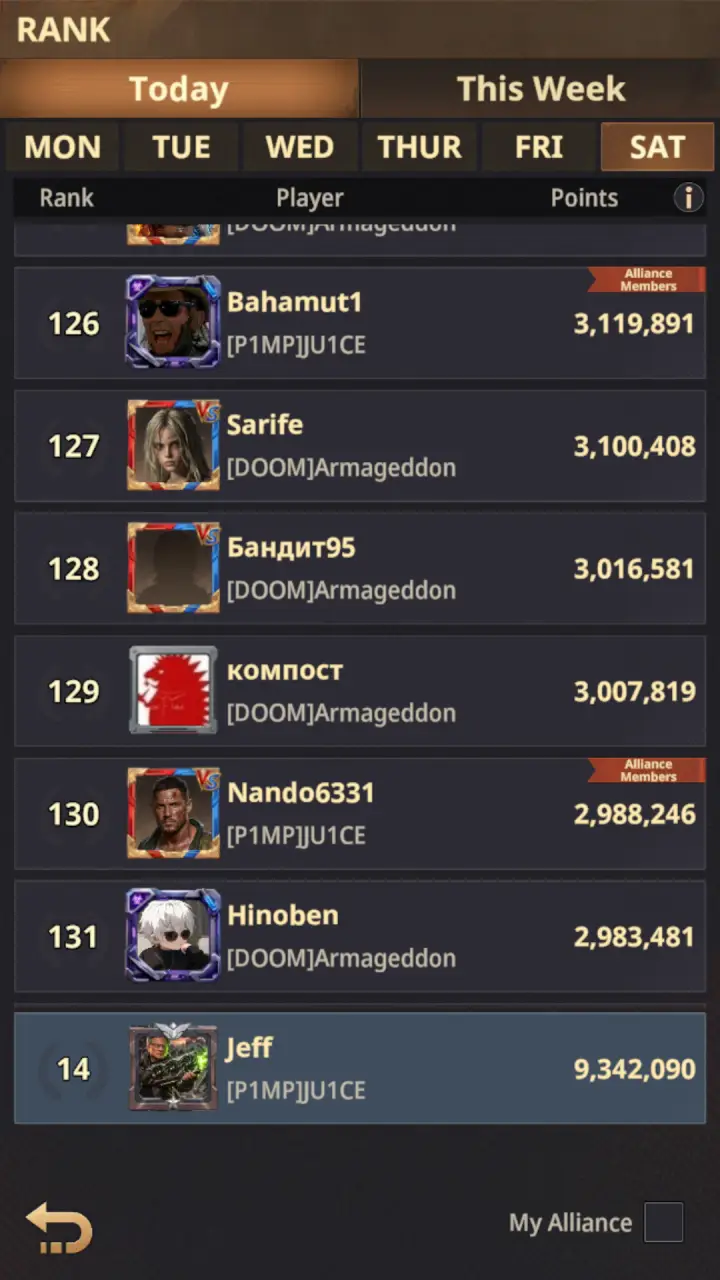 RANK
Today
This Week
MON
TUE
WED
THUR
FRI
SAT
Rank
Player
Points
[DOOM]Armageddon
126
Bahamut1
[P1MP]JU1CE
Alliance
Members
3,119,891
127
Sarife
[DOOM]Armageddon
3,100,408
128
Бандит95
[DOOM]Armageddon
3,016,581
129
компост
[DOOM]Armageddon
3,007,819
130
Nando6331
[P1MP]JU1CE
Alliance
Members
2,988,246
131
Hinoben
[DOOM]Armageddon
2,983,481
14
Jeff
[P1MP]JU1CE
9,342,090
My Alliance